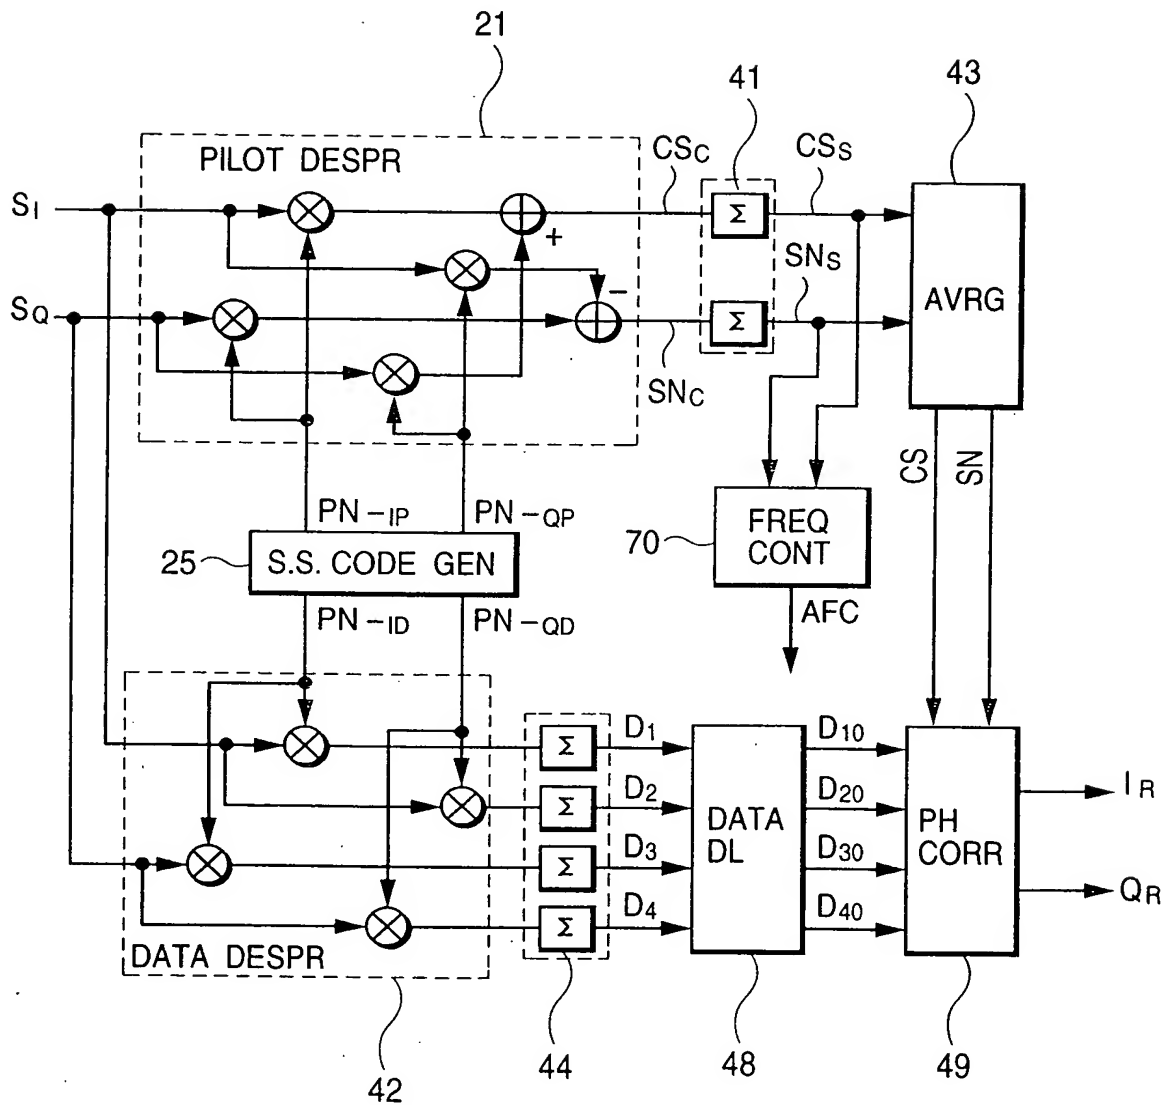 21
41
43
PILOT DESPR
CSC
CSS
SI
Σ
+
SNS
AVRG
SQ
−
Σ
SNC
CS
SN
PN-IP
PN-QP
FREQ
CONT
70
25
S.S. CODE GEN
AFC
PN-ID
PN-QD
Σ
D1
D10
Σ
D2
D20
IR
DATA
DL
PH
CORR
Σ
D3
D30
QR
Σ
D4
D40
DATA DESPR
42
44
48
49